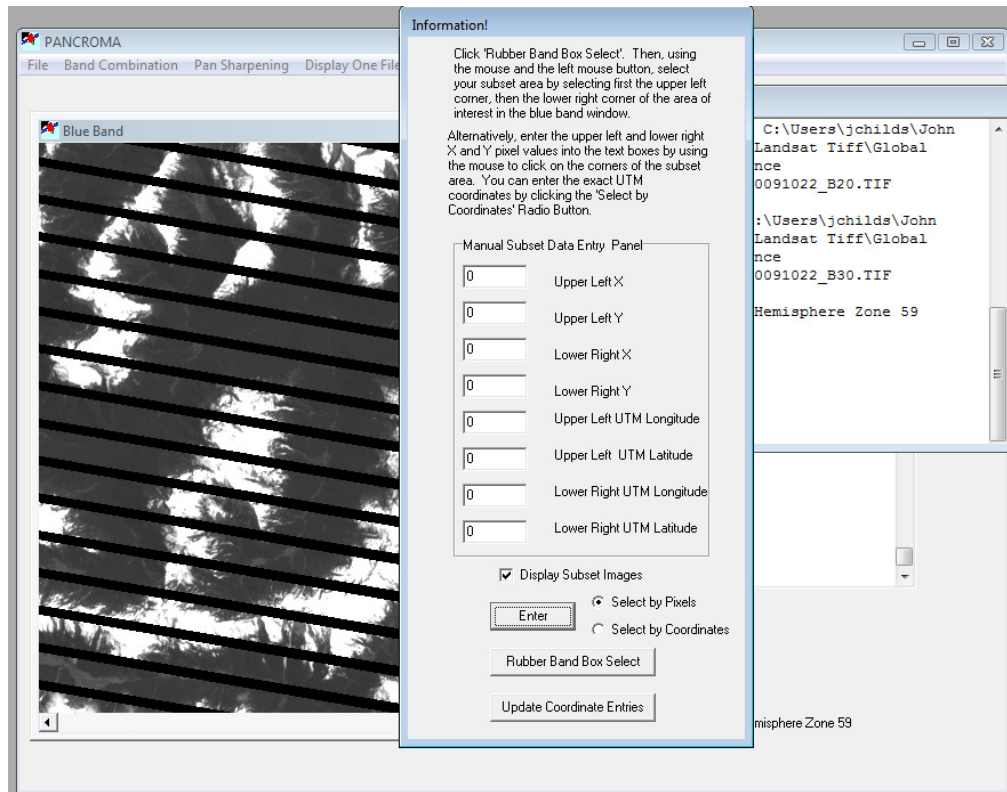 PANCROMA
File Band Combination Pan Sharpening Display One File
Blue Band
Information!
Click 'Rubber Band Box Select'. Then, using
the mouse and the left mouse button, select
your subset area by selecting first the upper left
corner, then the lower right corner of the area of
interest in the blue band window.
Alternatively, enter the upper left and lower right
X and Y pixel values into the text boxes by using
the mouse to click on the corners of the subset
area. You can enter the exact UTM
coordinates by clicking the 'Select by
Coordinates' Radio Button.
Manual Subset Data Entry Panel
0 Upper Left X
0 Upper Left Y
0 Lower Right X
0 Lower Right Y
0 Upper Left UTM Longitude
0 Upper Left UTM Latitude
0 Lower Right UTM Longitude
0 Lower Right UTM Latitude
Display Subset Images
Enter
Select by Pixels
Select by Coordinates
Rubber Band Box Select
Update Coordinate Entries
C:\Users\jchilds\John
Landsat Tiff\Global
nce
0091022_B20.TIF
:\Users\jchilds\John
Landsat Tiff\Global
nce
0091022_B30.TIF
Hemisphere Zone 59
misphere Zone 59